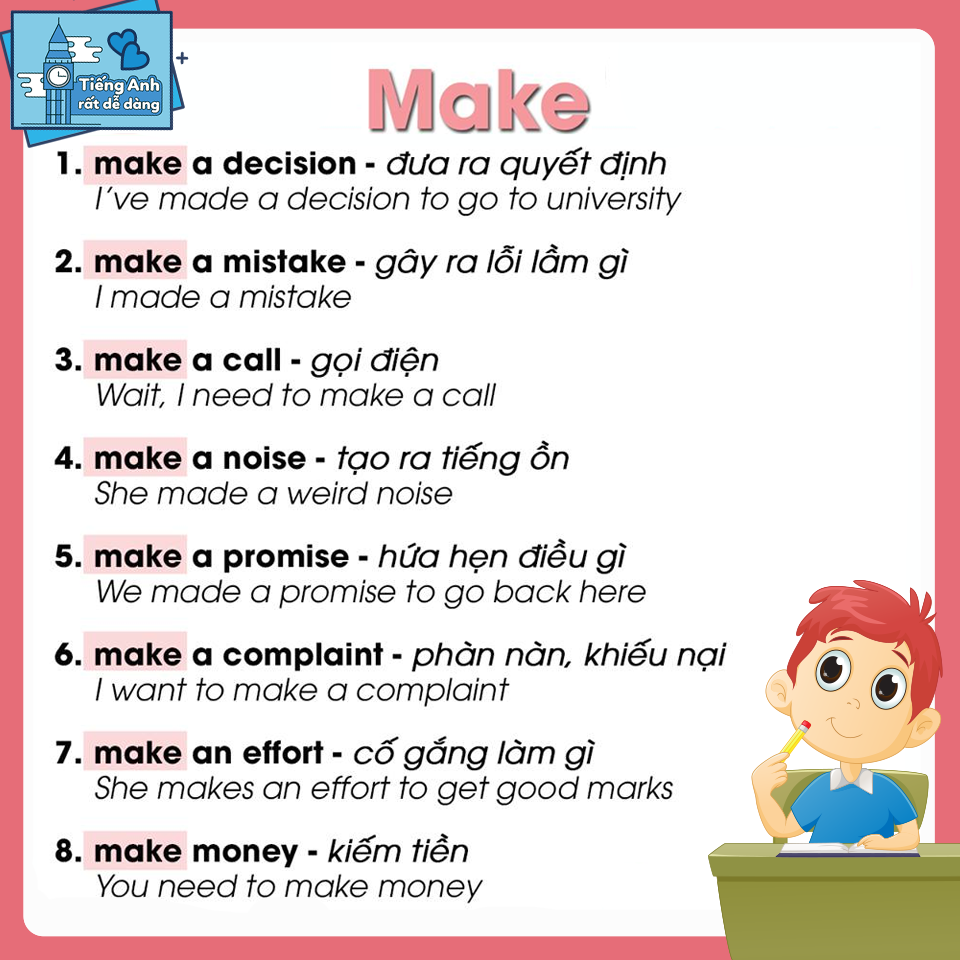 Tiếng Anh
rất dễ dàng
Make
1. make a decision - đưa ra quyết định
I've made a decision to go to university
2. make a mistake - gây ra lỗi lầm gì
I made a mistake
3. make a call - gọi điện
Wait, I need to make a call
4. make a noise - tạo ra tiếng ồn
She made a weird noise
5. make a promise - hứa hẹn điều gì
We made a promise to go back here
6. make a complaint - phàn nàn, khiếu nại
I want to make a complaint
7. make an effort - cố gắng làm gì
She makes an effort to get good marks
8. make money - kiếm tiền
You need to make money